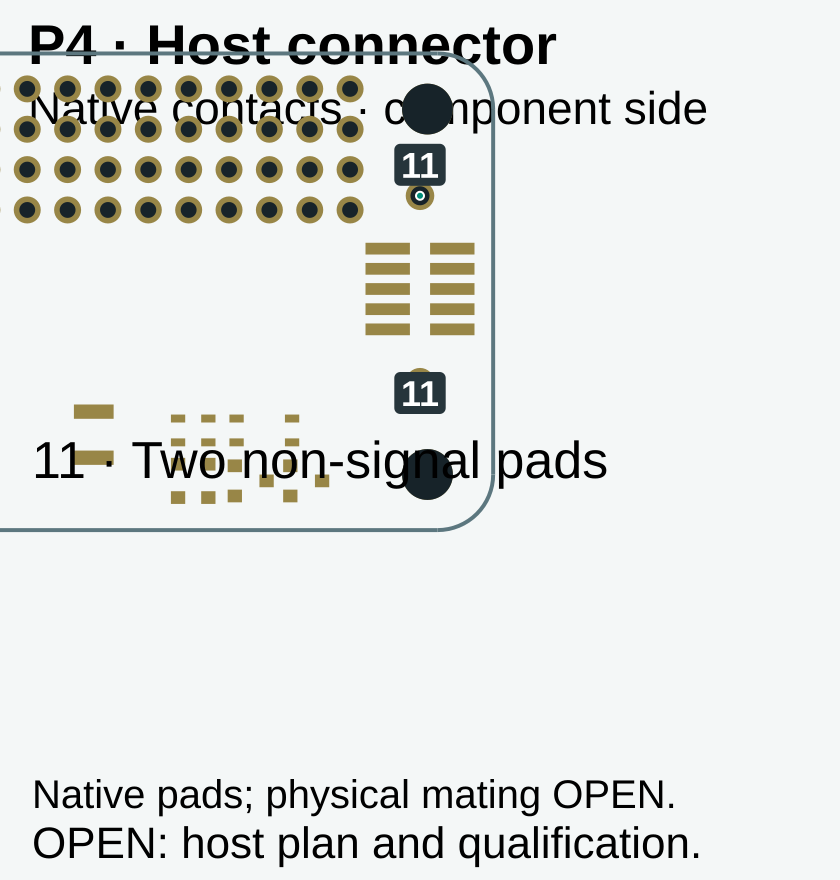 P4 · Host connector
Native contacts · component side
11
11
11 · Two non-signal pads
Native pads; physical mating OPEN.
OPEN: host plan and qualification.